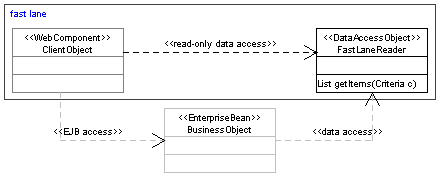 fast lane
<<WebComponent>>
ClientObject
<<read-only data access>>
<<DataAccessObject>>
FastLaneReader
List getItems(Criteria c)
<<EJB access>>
<<EnterpriseBean>>
BusinessObject
<<data access>>